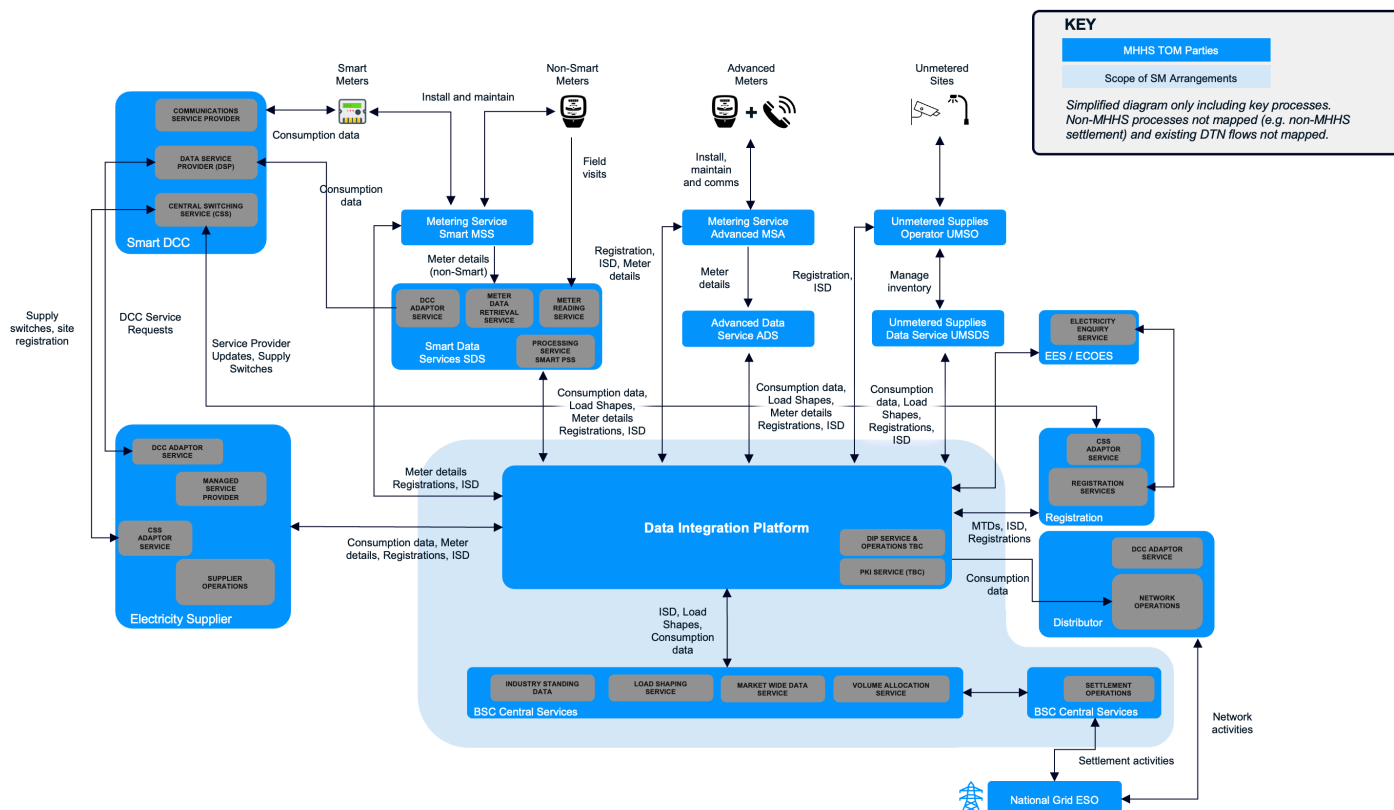 KEY
MHHS TOM Parties
Scope of SM Arrangements
Simplified diagram only including key processes.
Non-MHHS processes not mapped (e.g. non-MHHS
settlement) and existing DTN flows not mapped.
Smart
Meters
Non-Smart
Meters
Advanced
Meters
Unmetered
Sites
COMMUNICATIONS
SERVICE PROVIDER
DATA SERVICE
PROVIDER (DSP)
CENTRAL SWITCHING
SERVICE (CSS)
Smart DCC
Install and maintain
Consumption data
Consumption
data
Field
visits
Install,
maintain
and comms
+
Metering Service
Smart MSS
Metering Service
Advanced MSA
Unmetered Supplies
Operator UMSO
Meter details
(non-Smart)
Registration,
ISD, Meter
details
Meter
details
Registration,
ISD
Manage
inventory
DCC
ADAPTOR
SERVICE
METER
DATA
RETRIEVAL
SERVICE
METER
READING
SERVICE
PROCESSING
SERVICE
SMART PSS
Smart Data
Services SDS
Advanced Data
Service ADS
Unmetered Supplies
Data Service UMSDS
ELECTRICITY
ENQUIRY
SERVICE
EES / ECOES
Supply
switches, site
registration
DCC Service
Requests
Service Provider
Updates, Supply
Switches
Consumption data,
Load Shapes,
Meter details
Registrations, ISD
Consumption data,
Load Shapes,
Meter details
Registrations, ISD
Consumption
data, Load
Shapes,
Registrations,
ISD
DCC ADAPTOR
SERVICE
MANAGED
SERVICE
PROVIDER
CSS
ADAPTOR
SERVICE
SUPPLIER
OPERATIONS
Electricity Supplier
Meter details
Registrations, ISD
Consumption data, Meter
details, Registrations, ISD
Data Integration Platform
DIP SERVICE &
OPERATIONS TBC
PKI SERVICE (TBC)
CSS
ADAPTOR
SERVICE
REGISTRATION
SERVICES
Registration
MTDs, ISD,
Registrations
Consumption
data
DCC ADAPTOR
SERVICE
NETWORK
OPERATIONS
Distributor
ISD, Load
Shapes,
Consumption
data
INDUSTRY STANDING
DATA
LOAD SHAPING
SERVICE
MARKET WIDE DATA
SERVICE
VOLUME ALLOCATION
SERVICE
BSC Central Services
SETTLEMENT
OPERATIONS
BSC Central Services
Network
activities
Settlement activities
National Grid ESO